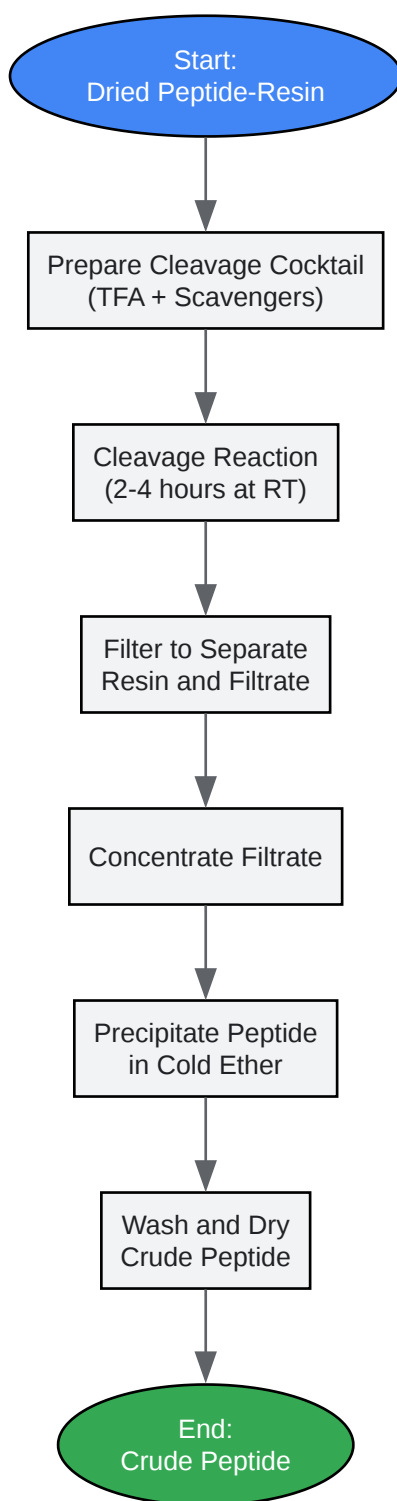 Start:
Dried Peptide-Resin
Prepare Cleavage Cocktail
(TFA + Scavengers)
Cleavage Reaction
(2-4 hours at RT)
Filter to Separate
Resin and Filtrate
Concentrate Filtrate
Precipitate Peptide
in Cold Ether
Wash and Dry
Crude Peptide
End:
Crude Peptide